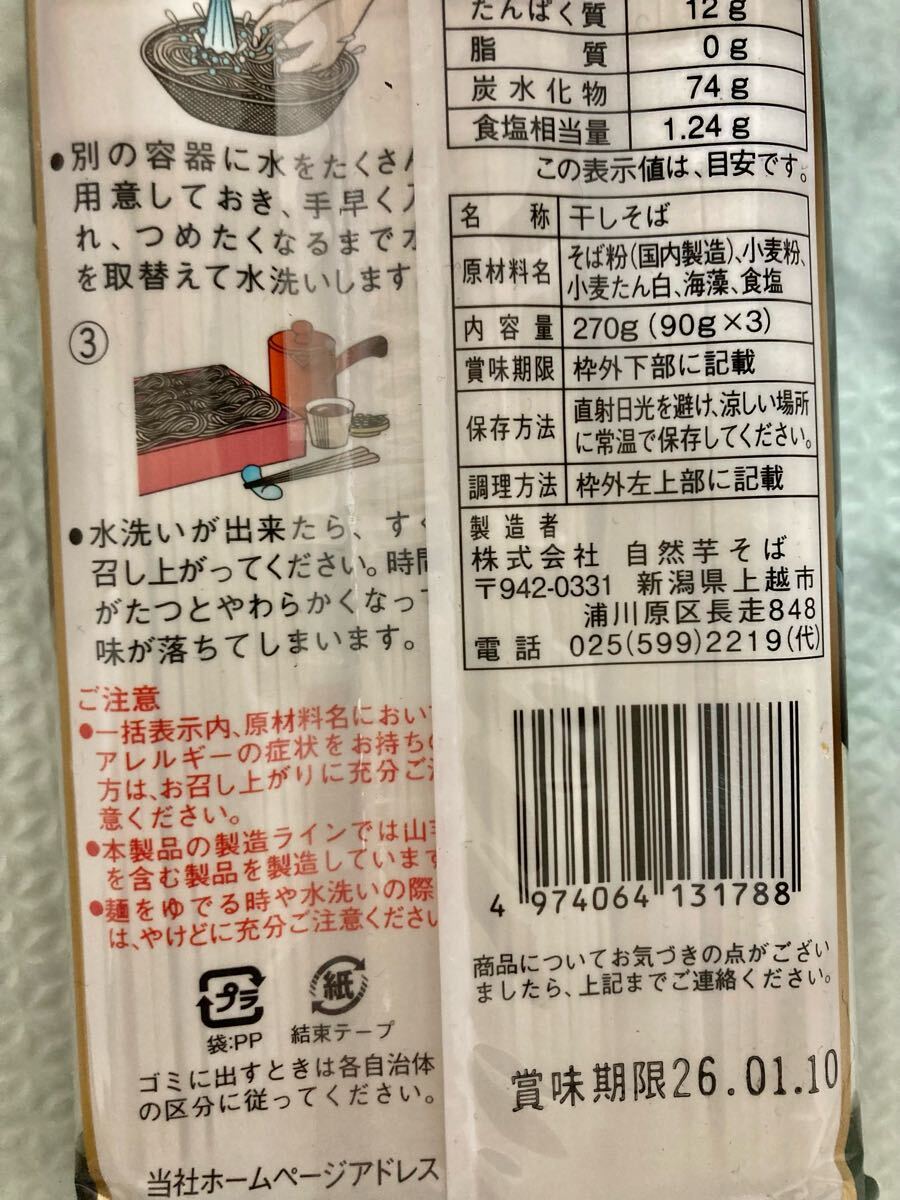 たんぱく質 12g
脂質 0g
炭水化物 74g
食塩相当量 1.24g
この表示値は、目安です。
名称 干しそば
原材料名 そば粉(国内製造)、小麦粉、
小麦たん白、海藻、食塩
内容量 270g(90g×3)
賞味期限 枠外下部に記載
保存方法 直射日光を避け、涼しい場所
に常温で保存してください。
調理方法 枠外左上部に記載
製造者
株式会社 自然芋そば
〒942-0331 新潟県上越市
浦川原区長走848
電話 025(599)2219(代)
●別の容器に水をたくさん
用意しておき、手早く入
れ、つめたくなるまで水
を取替えて水洗いします
③
●水洗いが出来たら、すぐ
召し上がってください。時間
がたつとやわらかくなって
味が落ちてしまいます。
ご注意
●一括表示内、原材料名において
アレルギーの症状をお持ちの
方は、お召し上がりに充分ご注
意ください。
●本製品の製造ラインでは山芋
を含む製品を製造しています
●麺をゆでる時や水洗いの際
は、やけどに充分ご注意ください
プラ
袋:PP
紙
結束テープ
ゴミに出すときは各自治体
の区分に従ってください。
当社ホームページアドレス
4 974064 131788
商品についてお気づきの点がござい
ましたら、上記までご連絡ください。
賞味期限26.01.10